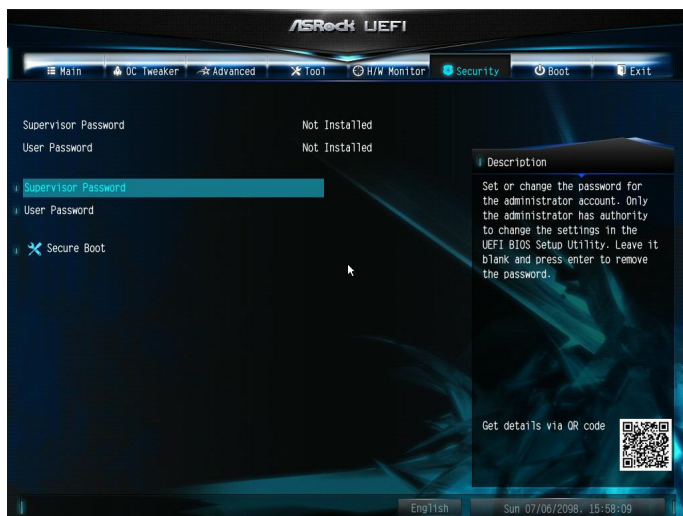 ASRock UEFI
Main OC Tweaker Advanced Tool H/W Monitor Security Boot Exit
Supervisor Password Not Installed
User Password Not Installed
Supervisor Password
User Password
Secure Boot
Description
Set or change the password for
the administrator account. Only
the administrator has authority
to change the settings in the
UEFI BIOS Setup Utility. Leave it
blank and press enter to remove
the password.
Get details via QR code
English Sun 07/06/2098. 15:58:09